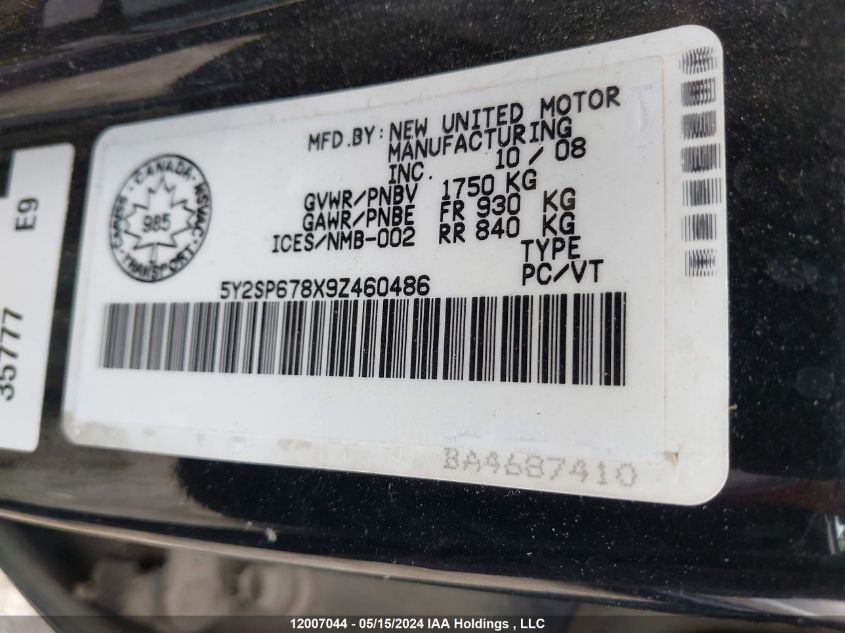 MFD.BY: NEW UNITED MOTOR
MANUFACTURING
INC. 10 / 08
GVWR/PNBV 1750 KG
GAWR/PNBE FR 930 KG
ICES/NMB-002 RR 840 KG
TYPE
PC/VT
CANADA
985
TRANSPORT
5Y2SP678X9Z460486
BA4687410
E9
35777
12007044 - 05/15/2024 IAA Holdings , LLC